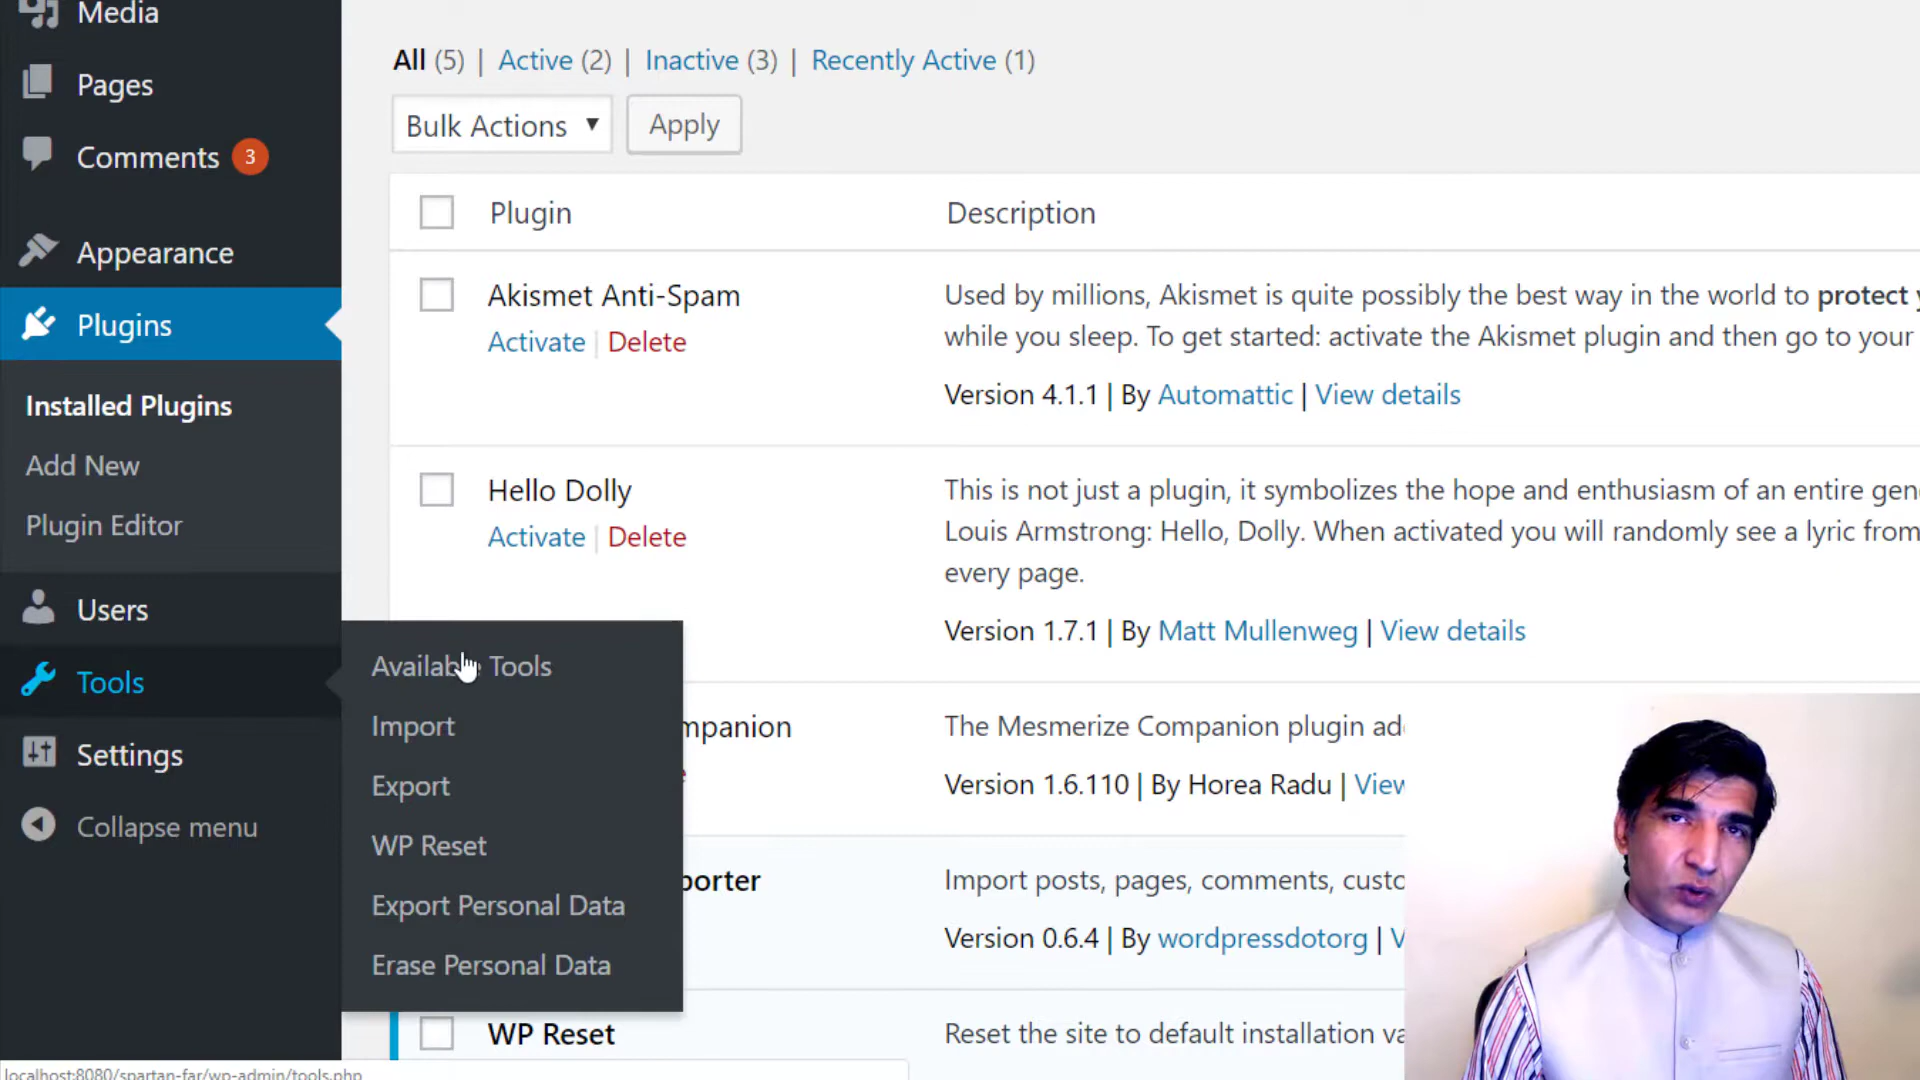 Media
Pages
Comments 3
Appearance
Plugins
Installed Plugins
Add New
Plugin Editor
Users
Tools
Settings
Collapse menu
Available Tools
Import
Export
WP Reset
Export Personal Data
Erase Personal Data
All (5) | Active (2) | Inactive (3) | Recently Active (1)
Bulk Actions
Apply
Plugin
Description
Akismet Anti-Spam
Activate | Delete
Used by millions, Akismet is quite possibly the best way in the world to protect
while you sleep. To get started: activate the Akismet plugin and then go to your
Version 4.1.1 | By Automattic | View details
Hello Dolly
Activate | Delete
This is not just a plugin, it symbolizes the hope and enthusiasm of an entire gen
Louis Armstrong: Hello, Dolly. When activated you will randomly see a lyric from
every page.
Version 1.7.1 | By Matt Mullenweg | View details
mpanion
The Mesmerize Companion plugin ad
Version 1.6.110 | By Horea Radu | View
porter
Import posts, pages, comments, custo
Version 0.6.4 | By wordpressdotorg | V
WP Reset
Reset the site to default installation va
localhost:8080/spartan-far/wp-admin/tools.php